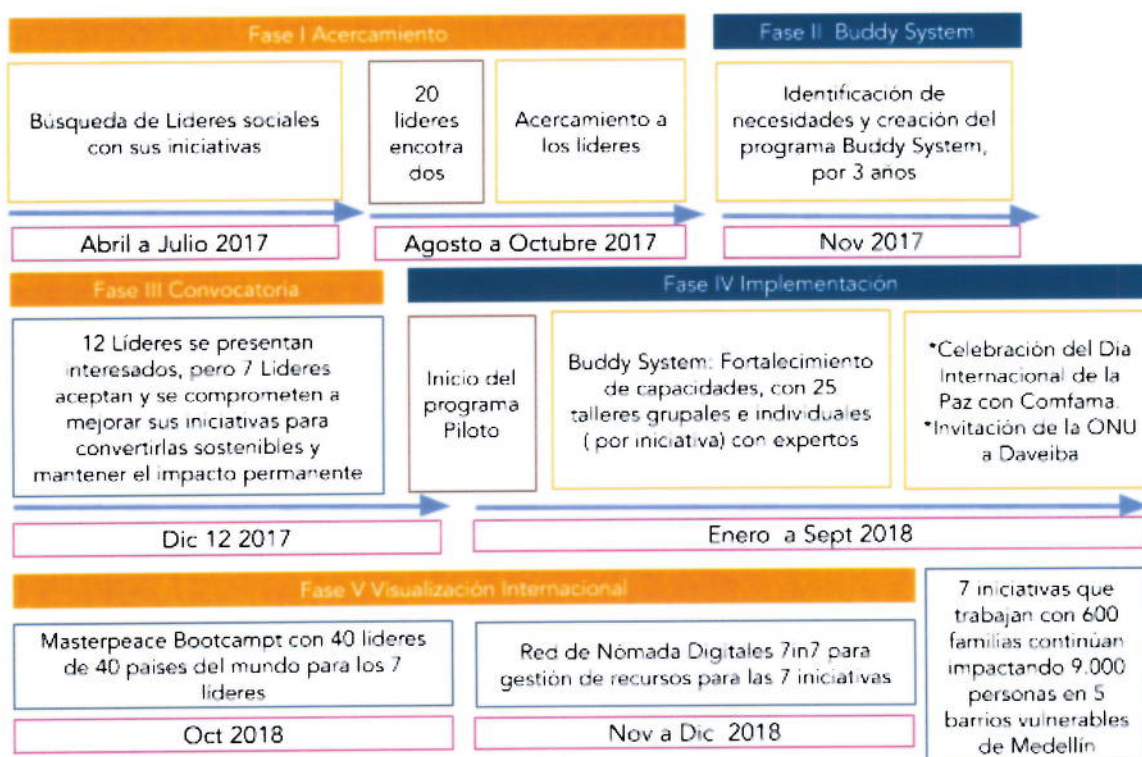 Fase I Acercamiento
Búsqueda de Lideres sociales
con sus iniciativas
20
lideres
encotra
dos
Acercamiento a
los lideres
Abril a Julio 2017
Agosto a Octubre 2017
Fase II Buddy System
Identificación de
necesidades y creación del
programa Buddy System,
por 3 años
Nov 2017
Fase III Convocatoria
12 Líderes se presentan
interesados, pero 7 Lideres
aceptan y se comprometen a
mejorar sus iniciativas para
convertirlas sostenibles y
mantener el impacto permanente
Dic 12 2017
Fase IV Implementación
Inicio del
programa
Piloto
Buddy System: Fortalecimiento
de capacidades, con 25
talleres grupales e individuales
( por iniciativa) con expertos
*Celebración del Dia
Internacional de la
Paz con Comfama.
*Invitación de la ONU
a Daveiba
Enero a Sept 2018
Fase V Visualización Internacional
Masterpeace Bootcampt con 40 lideres
de 40 paises del mundo para los 7
lideres
Oct 2018
Red de Nómada Digitales 7in7 para
gestión de recursos para las 7 iniciativas
Nov a Dic 2018
7 iniciativas que
trabajan con 600
familias continúan
impactando 9.000
personas en 5
barrios vulnerables
de Medellín